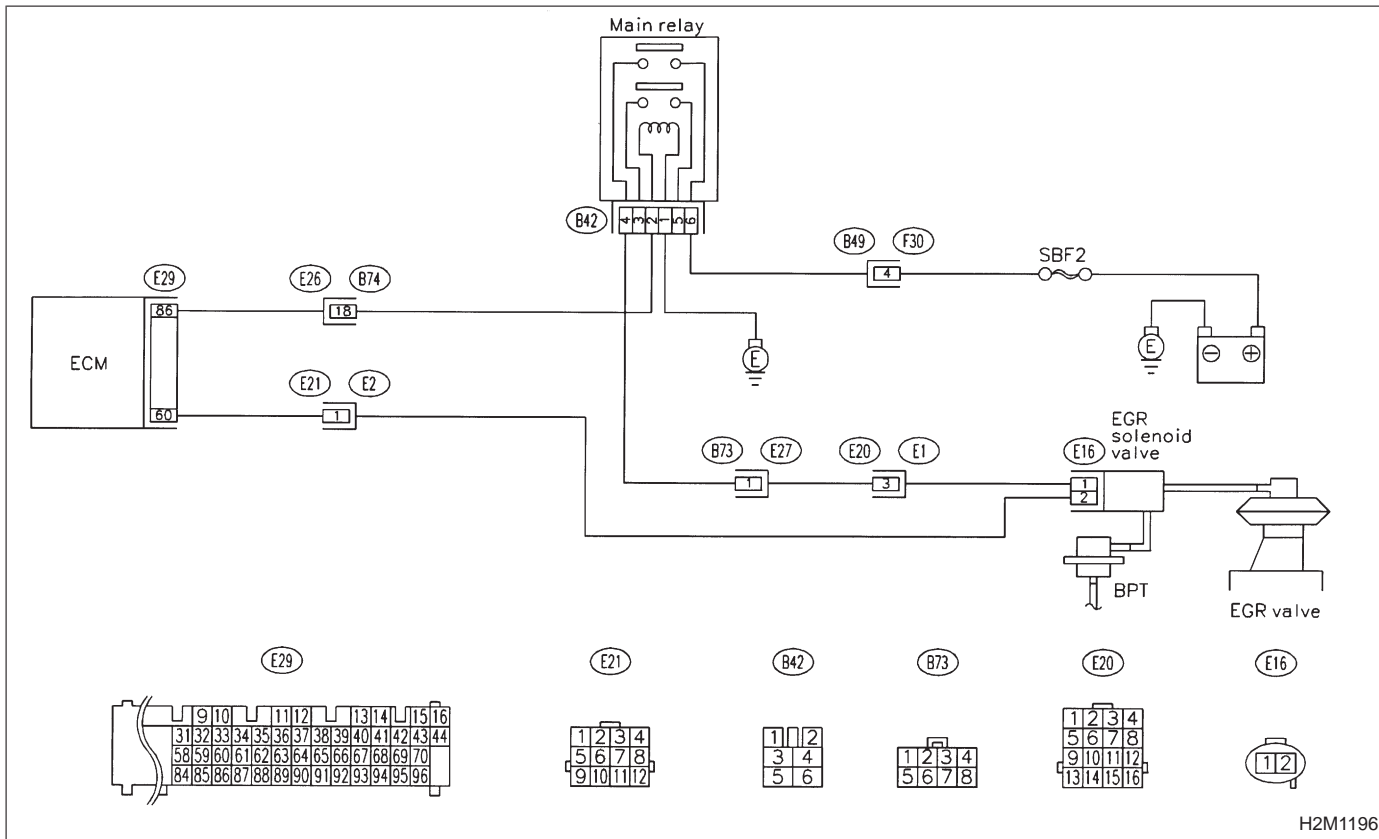 Main relay
B42
4 3 2 1 5 6
B49 F30
4
SBF2
E29
E26 B74
86
18
ECM
E
E
E21 E2
60
1
EGR
solenoid
valve
B73 E27 E20 E1 E16
1
3
1
2
BPT
EGR valve
E29 E21 B42 B73 E20 E16
9 10 11 12 13 14 15 16
31 32 33 34 35 36 37 38 39 40 41 42 43 44
58 59 60 61 62 63 64 65 66 67 68 69 70
84 85 86 87 88 89 90 91 92 93 94 95 96
1 2 3 4
5 6 7 8
9 10 11 12
1 2
3 4
5 6
1 2 3 4
5 6 7 8
1 2 3 4
5 6 7 8
9 10 11 12
13 14 15 16
1 2
H2M1196